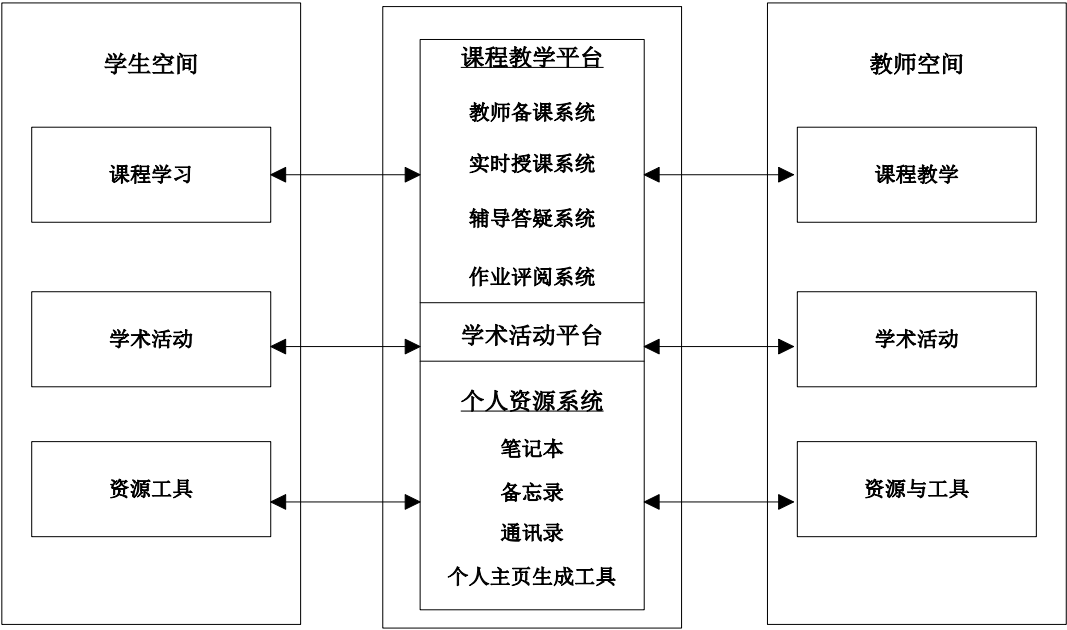 学生空间
课程学习
学术活动
资源工具
课程教学平台
教师备课系统
实时授课系统
辅导答疑系统
作业评阅系统
学术活动平台
个人资源系统
笔记本
备忘录
通讯录
个人主页生成工具
教师空间
课程教学
学术活动
资源与工具